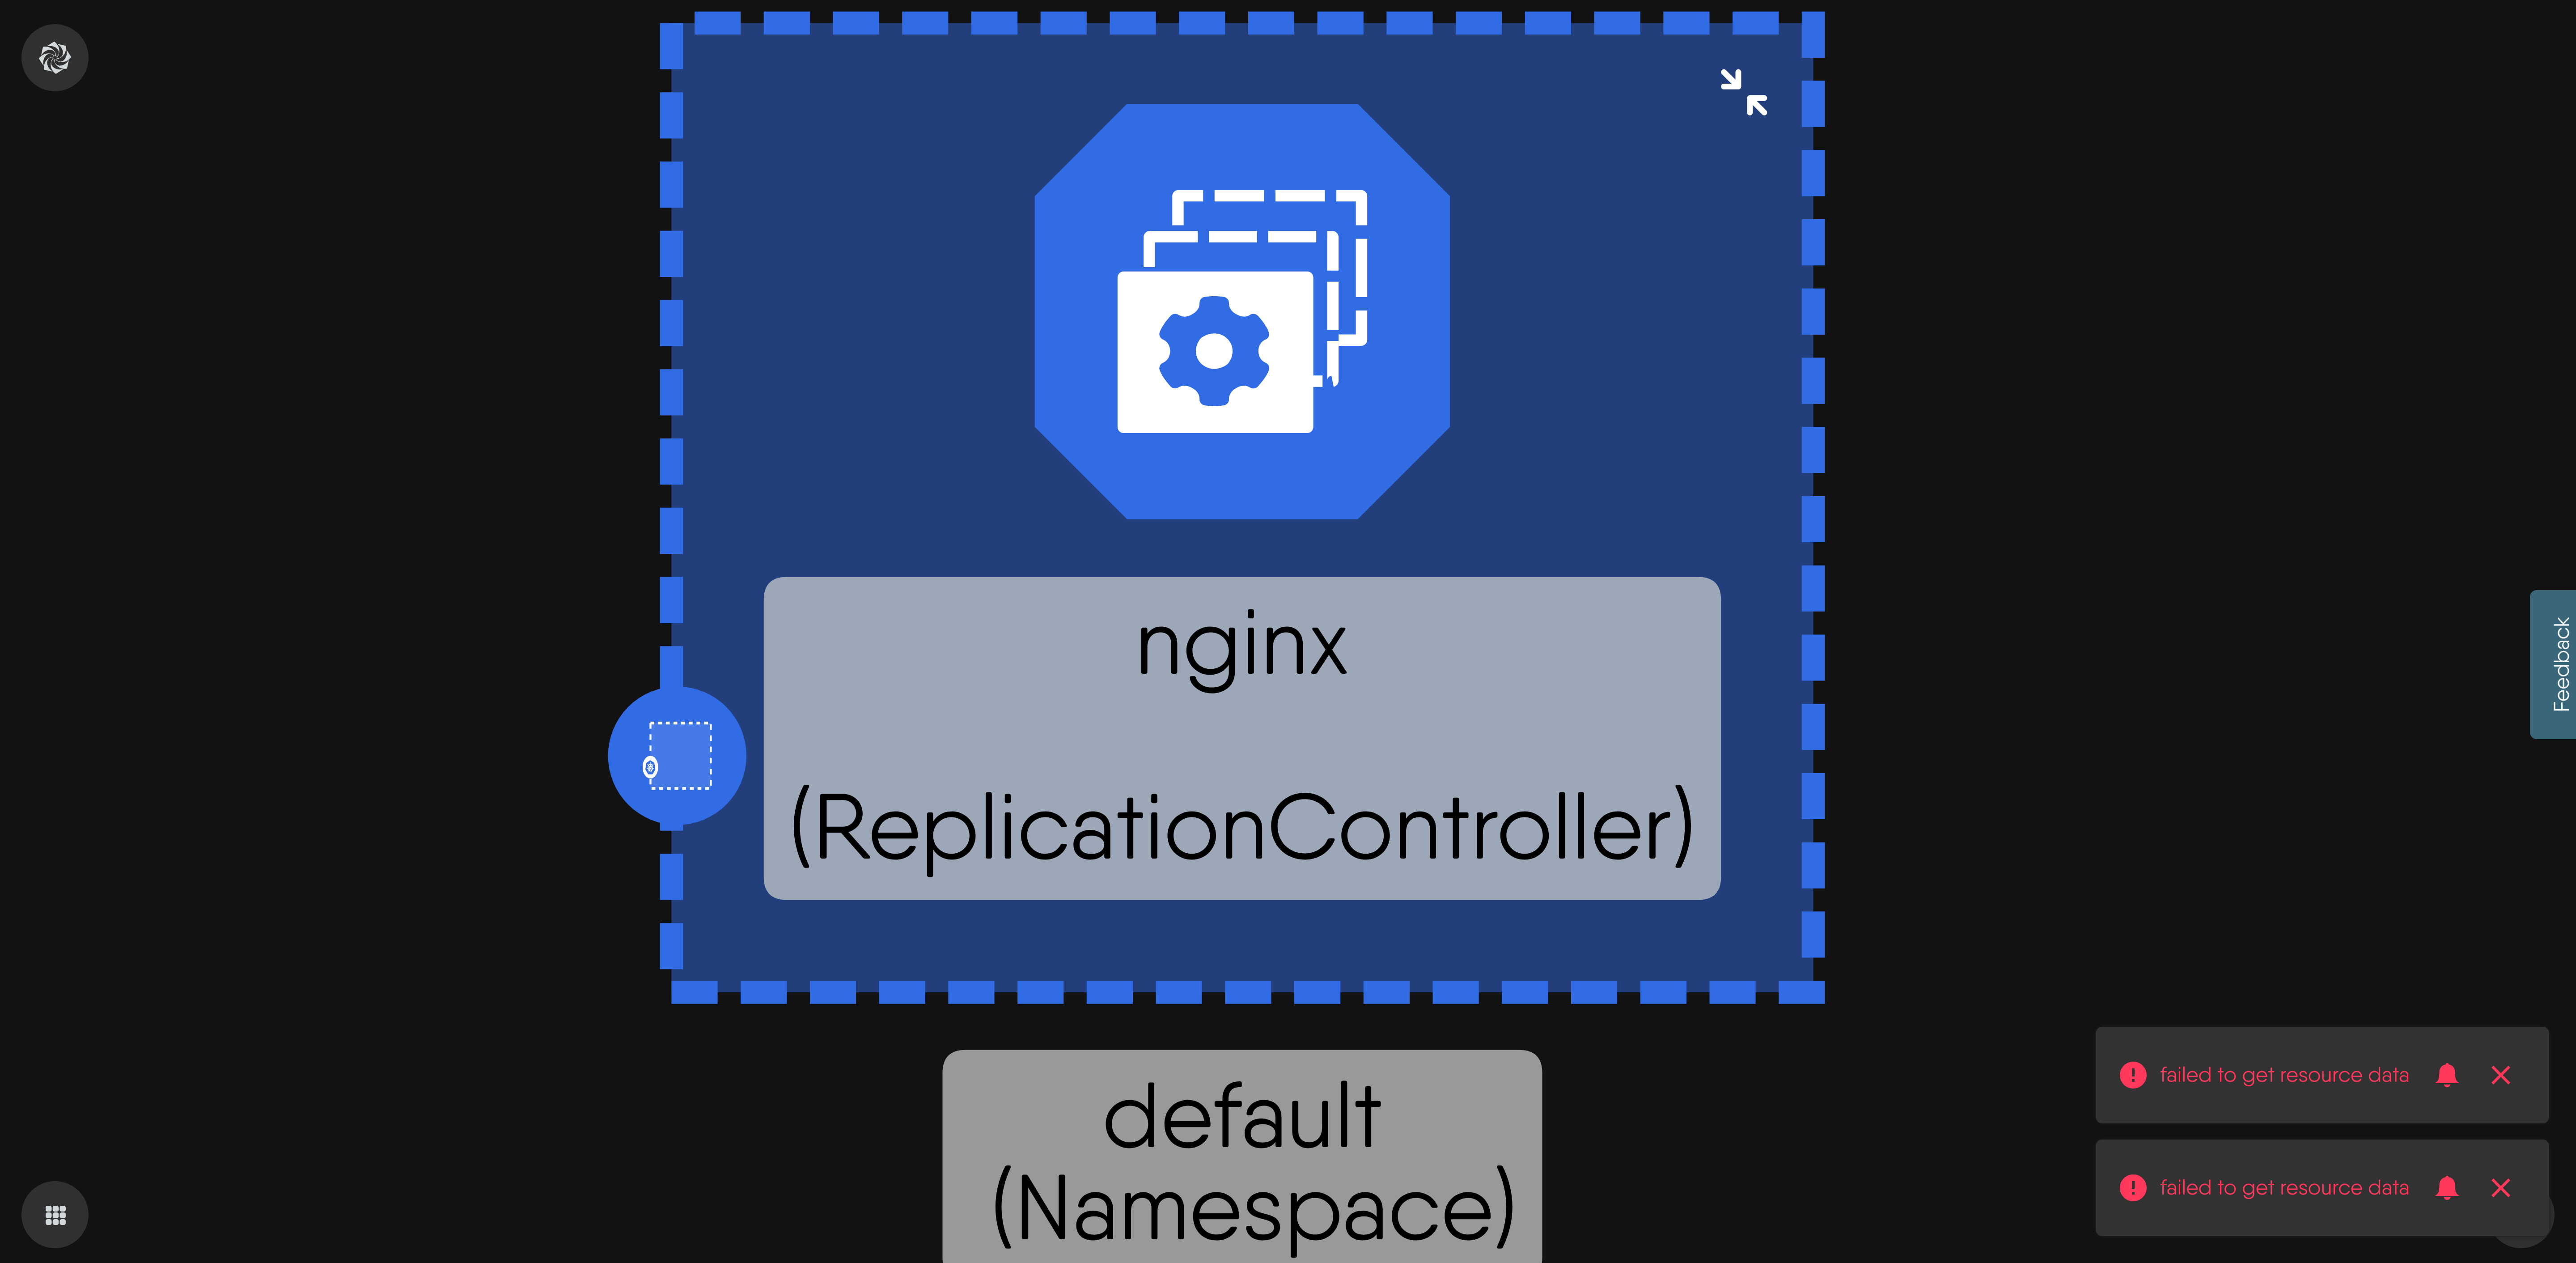 nginx
(ReplicationController)
default
(Namespace)
Feedback
failed to get resource data
failed to get resource data